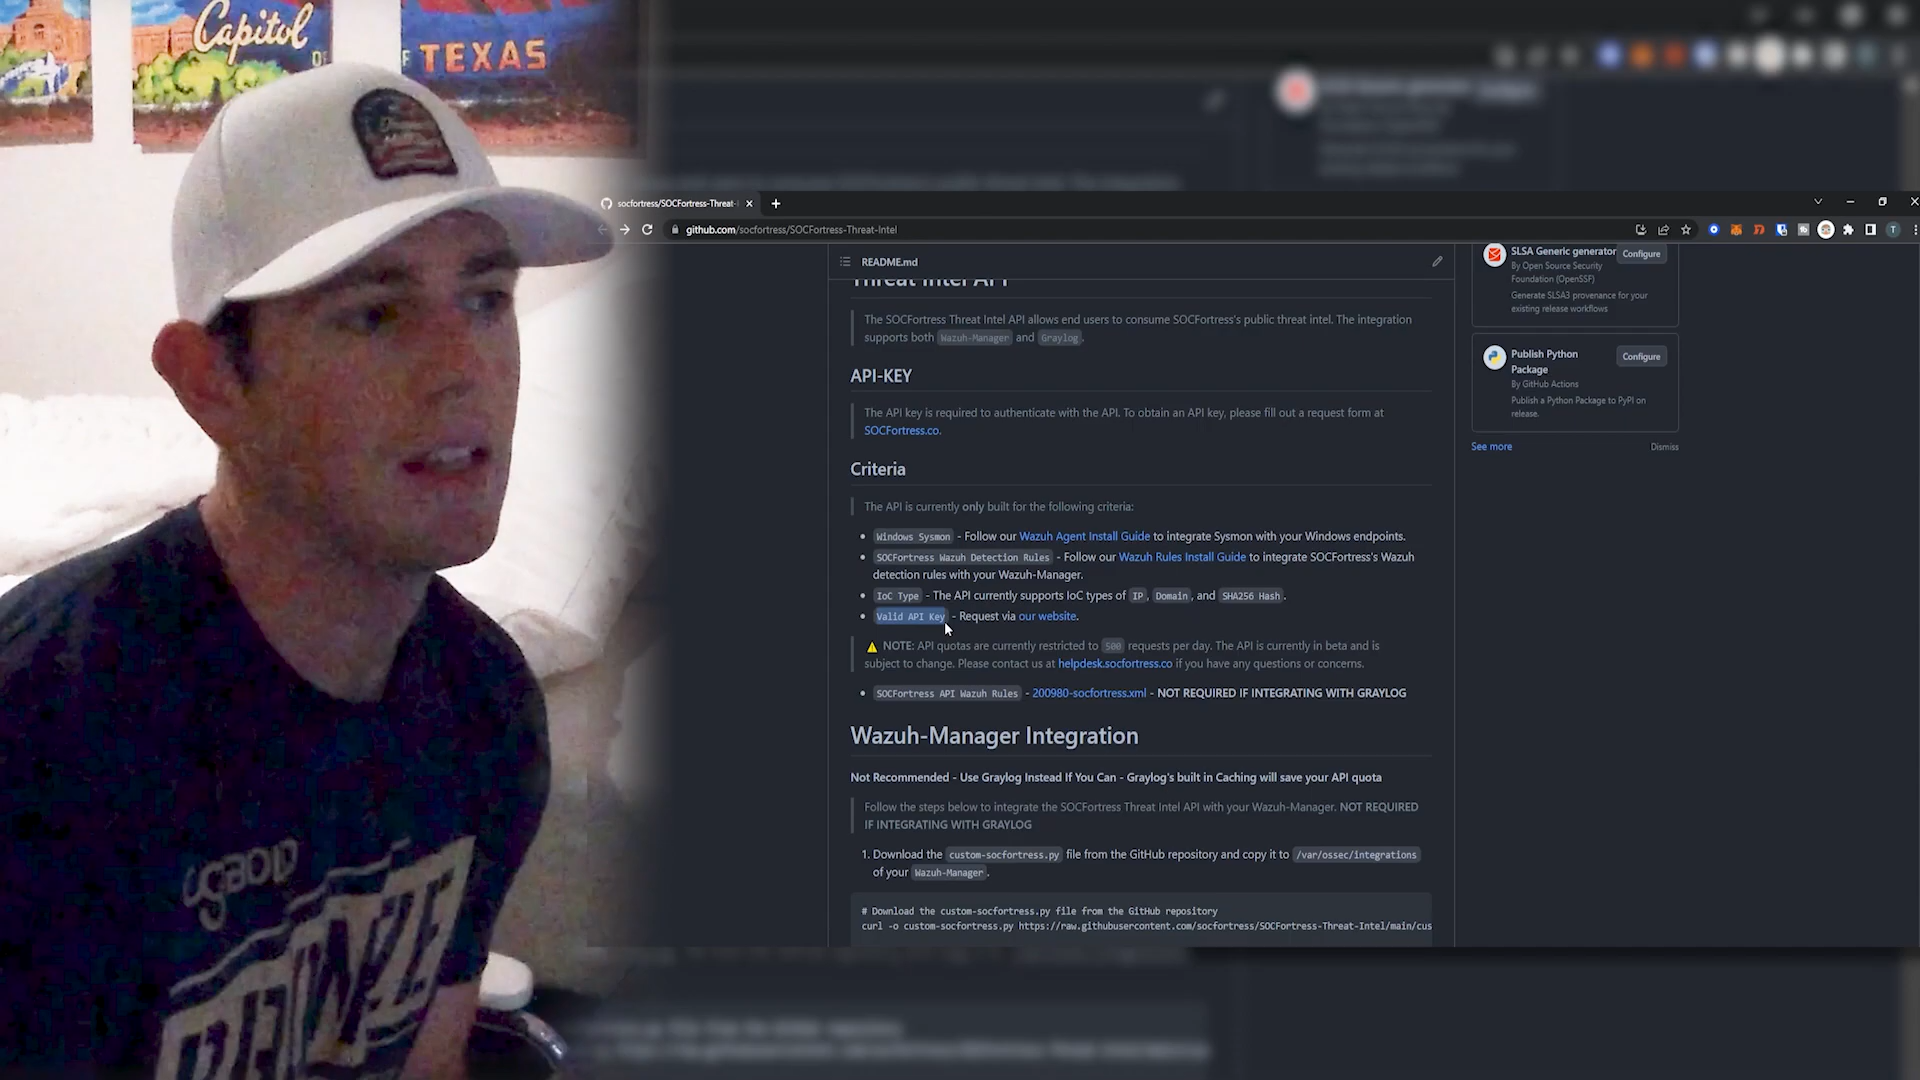 Capitol
OF
OF TEXAS
socfortress/SOCFortress-Threat-
github.com/socfortress/SOCFortress-Threat-Intel
README.md
Threat Intel API
The SOCFortress Threat Intel API allows end users to consume SOCFortress's public threat intel. The integration
supports both Wazuh-Manager and Graylog.
API-KEY
The API key is required to authenticate with the API. To obtain an API key, please fill out a request form at
SOCFortress.co.
Criteria
The API is currently only built for the following criteria:
Windows Sysmon - Follow our Wazuh Agent Install Guide to integrate Sysmon with your Windows endpoints.
SOCFortress Wazuh Detection Rules - Follow our Wazuh Rules Install Guide to integrate SOCFortress's Wazuh
detection rules with your Wazuh-Manager.
IoC Type - The API currently supports IoC types of IP, Domain, and SHA256 Hash.
Valid API Key - Request via our website.
⚠ NOTE: API quotas are currently restricted to 500 requests per day. The API is currently in beta and is
subject to change. Please contact us at helpdesk.socfortress.co if you have any questions or concerns.
SOCFortress API Wazuh Rules - 200980-socfortress.xml - NOT REQUIRED IF INTEGRATING WITH GRAYLOG
Wazuh-Manager Integration
Not Recommended - Use Graylog Instead If You Can - Graylog's built in Caching will save your API quota
Follow the steps below to integrate the SOCFortress Threat Intel API with your Wazuh-Manager. NOT REQUIRED
IF INTEGRATING WITH GRAYLOG
1. Download the custom-socfortress.py file from the GitHub repository and copy it to /var/ossec/integrations
of your Wazuh-Manager.
# Download the custom-socfortress.py file from the GitHub repository
curl -o custom-socfortress.py https://raw.githubusercontent.com/socfortress/SOCFortress-Threat-Intel/main/cus
SLSA Generic generator
Configure
By Open Source Security
Foundation (OpenSSF)
Generate SLSA3 provenance for your
existing release workflows
Publish Python
Package
Configure
By GitHub Actions
Publish a Python Package to PyPI on
release.
See more
Dismiss